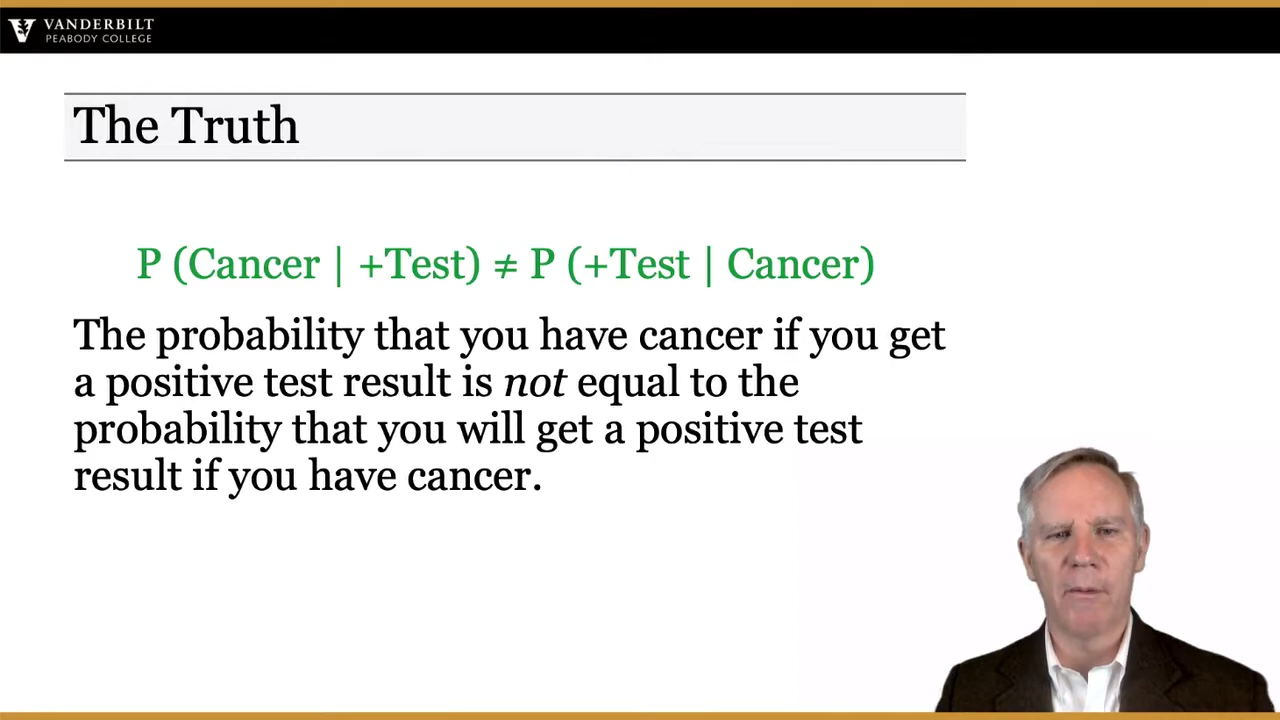 VANDERBILT
PEABODY COLLEGE
The Truth
P (Cancer | +Test) ≠ P (+Test | Cancer)
The probability that you have cancer if you get
a positive test result is not equal to the
probability that you will get a positive test
result if you have cancer.